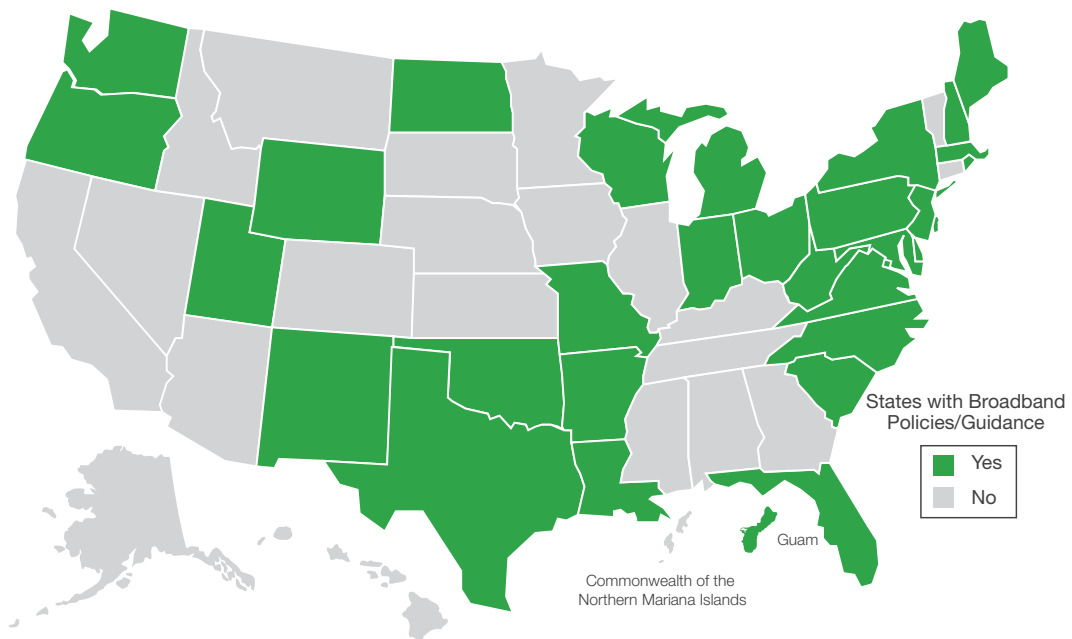 States with Broadband
Policies/Guidance
Yes
No
Guam
Commonwealth of the
Northern Mariana Islands